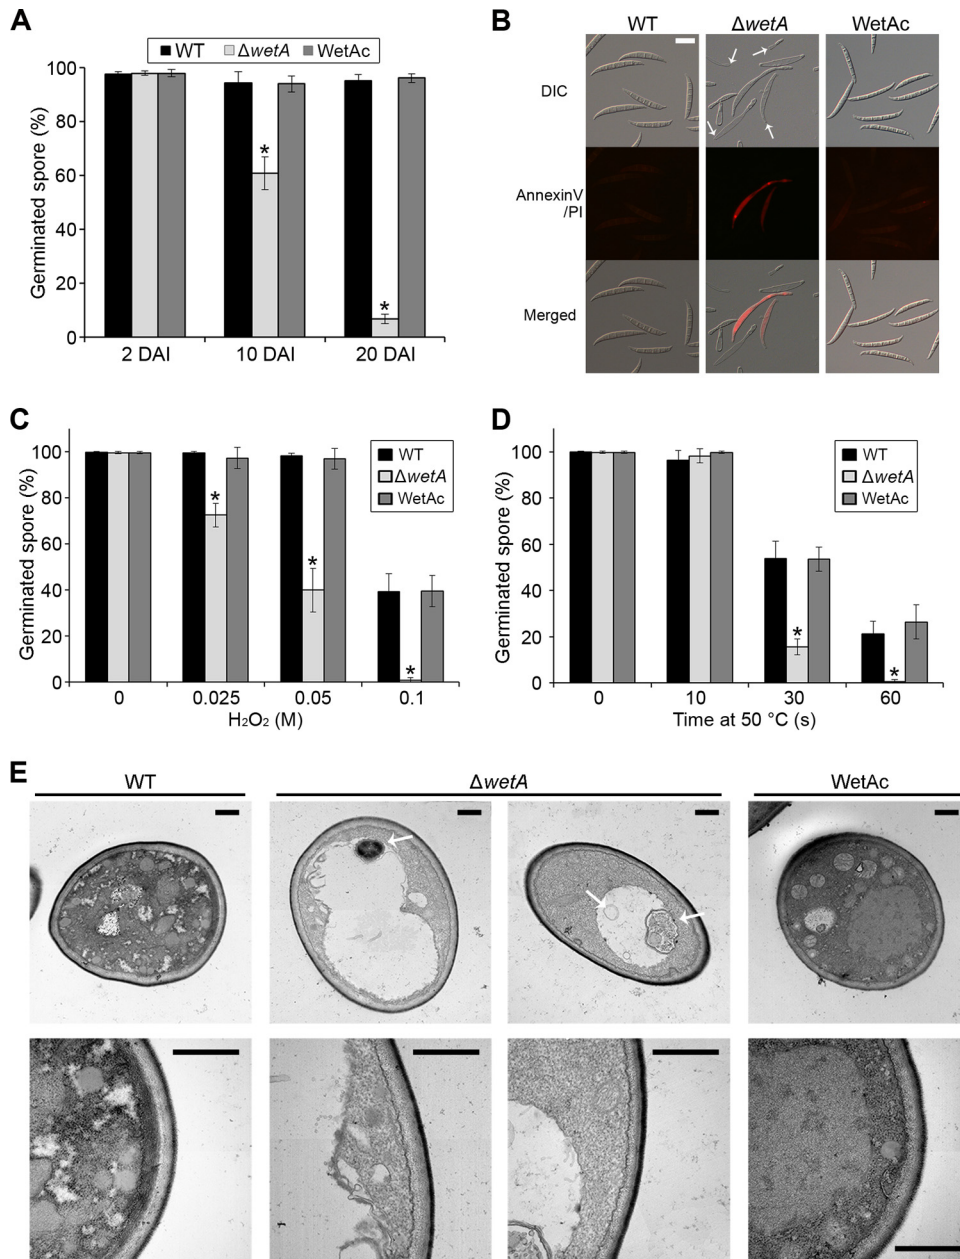 A
WT ΔwetA WetAc
Germinated spore (%)
100
80
60
40
20
0
*
*
2 DAI 10 DAI 20 DAI
B
WT ΔwetA WetAc
DIC
AnnexinV
/PI
Merged
C
Germinated spore (%)
100
80
60
40
20
0
WT
ΔwetA
WetAc
*
*
*
0 0.025 0.05 0.1
H₂O₂ (M)
D
Germinated spore (%)
100
80
60
40
20
0
WT
ΔwetA
WetAc
*
*
0 10 30 60
Time at 50 °C (s)
E
WT ΔwetA WetAc